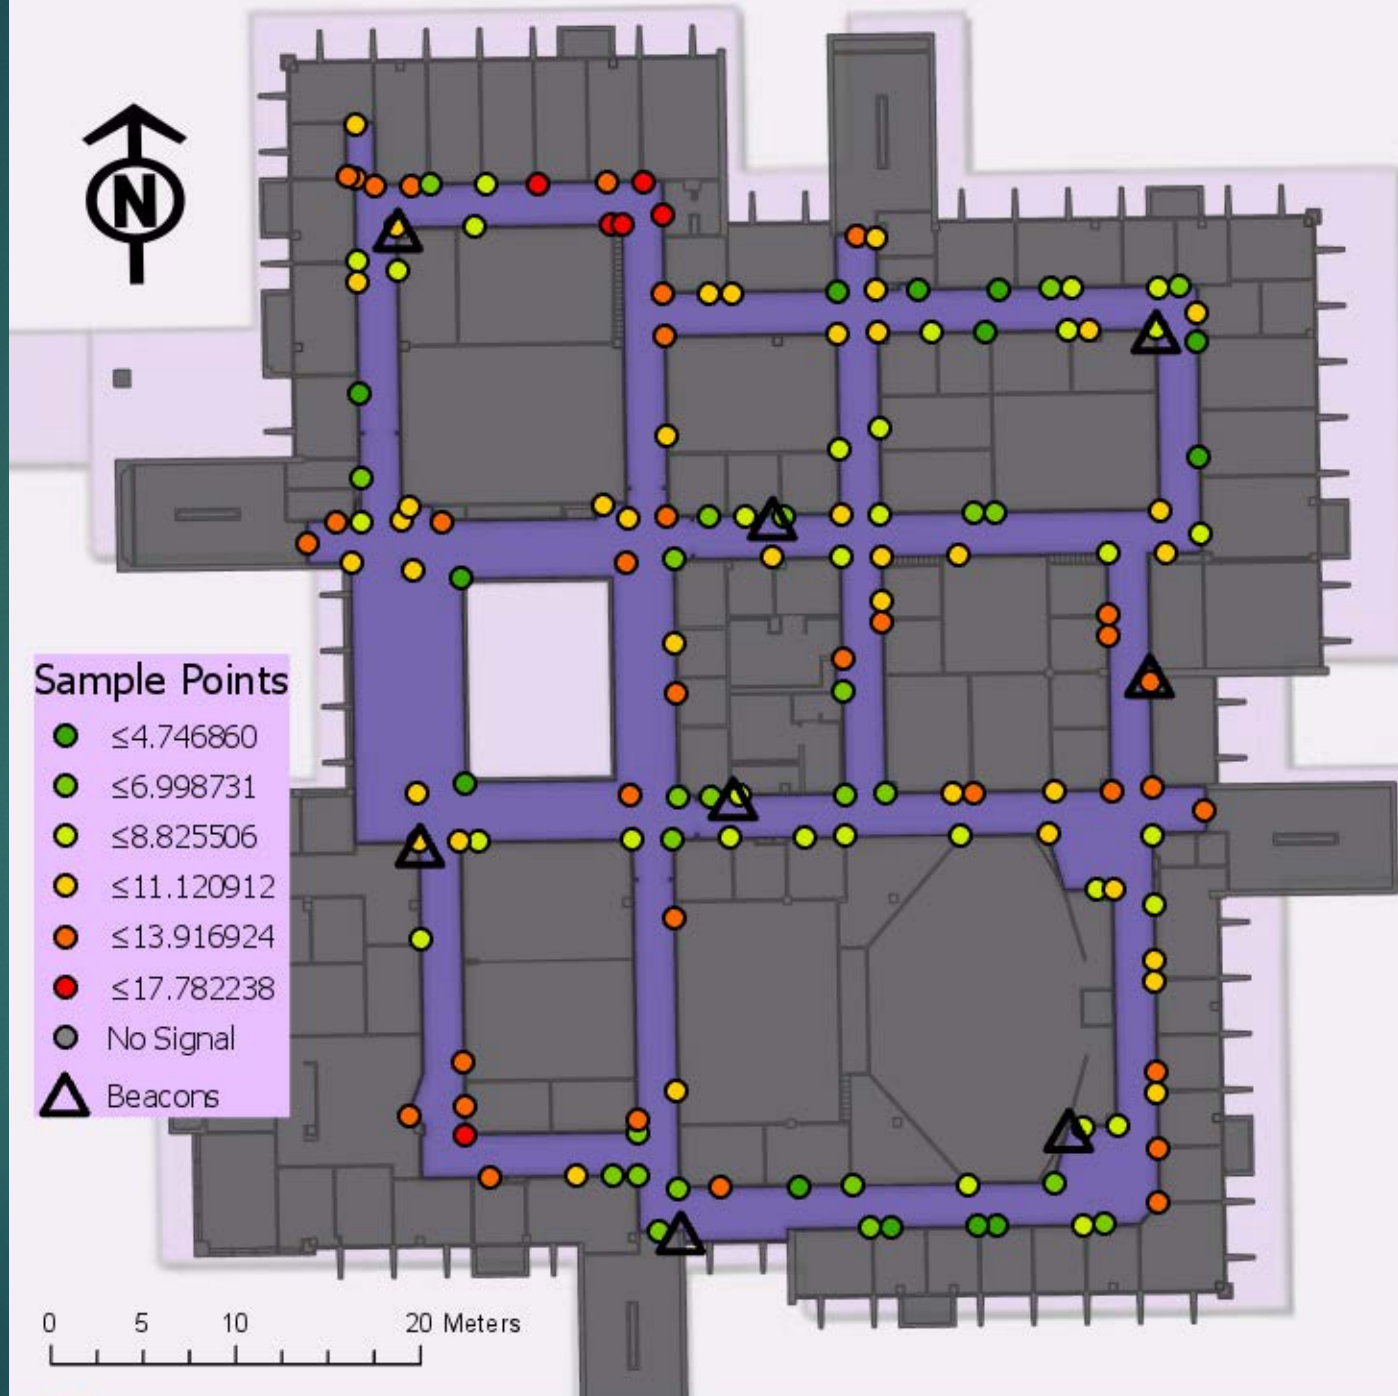 N
Sample Points
≤4.746860
≤6.998731
≤8.825506
≤11.120912
≤13.916924
≤17.782238
No Signal
Beacons
0 5 10 20 Meters